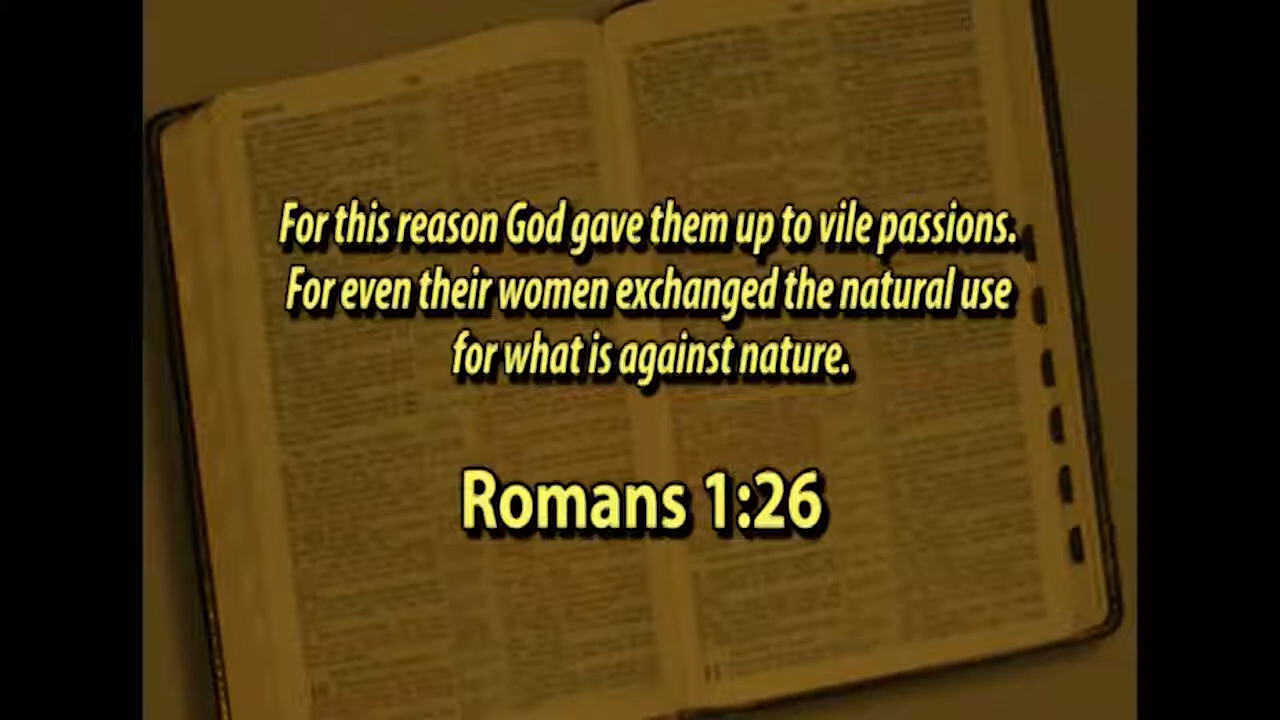 For this reason God gave them up to vile passions.
For even their women exchanged the natural use
for what is against nature.
Romans 1:26